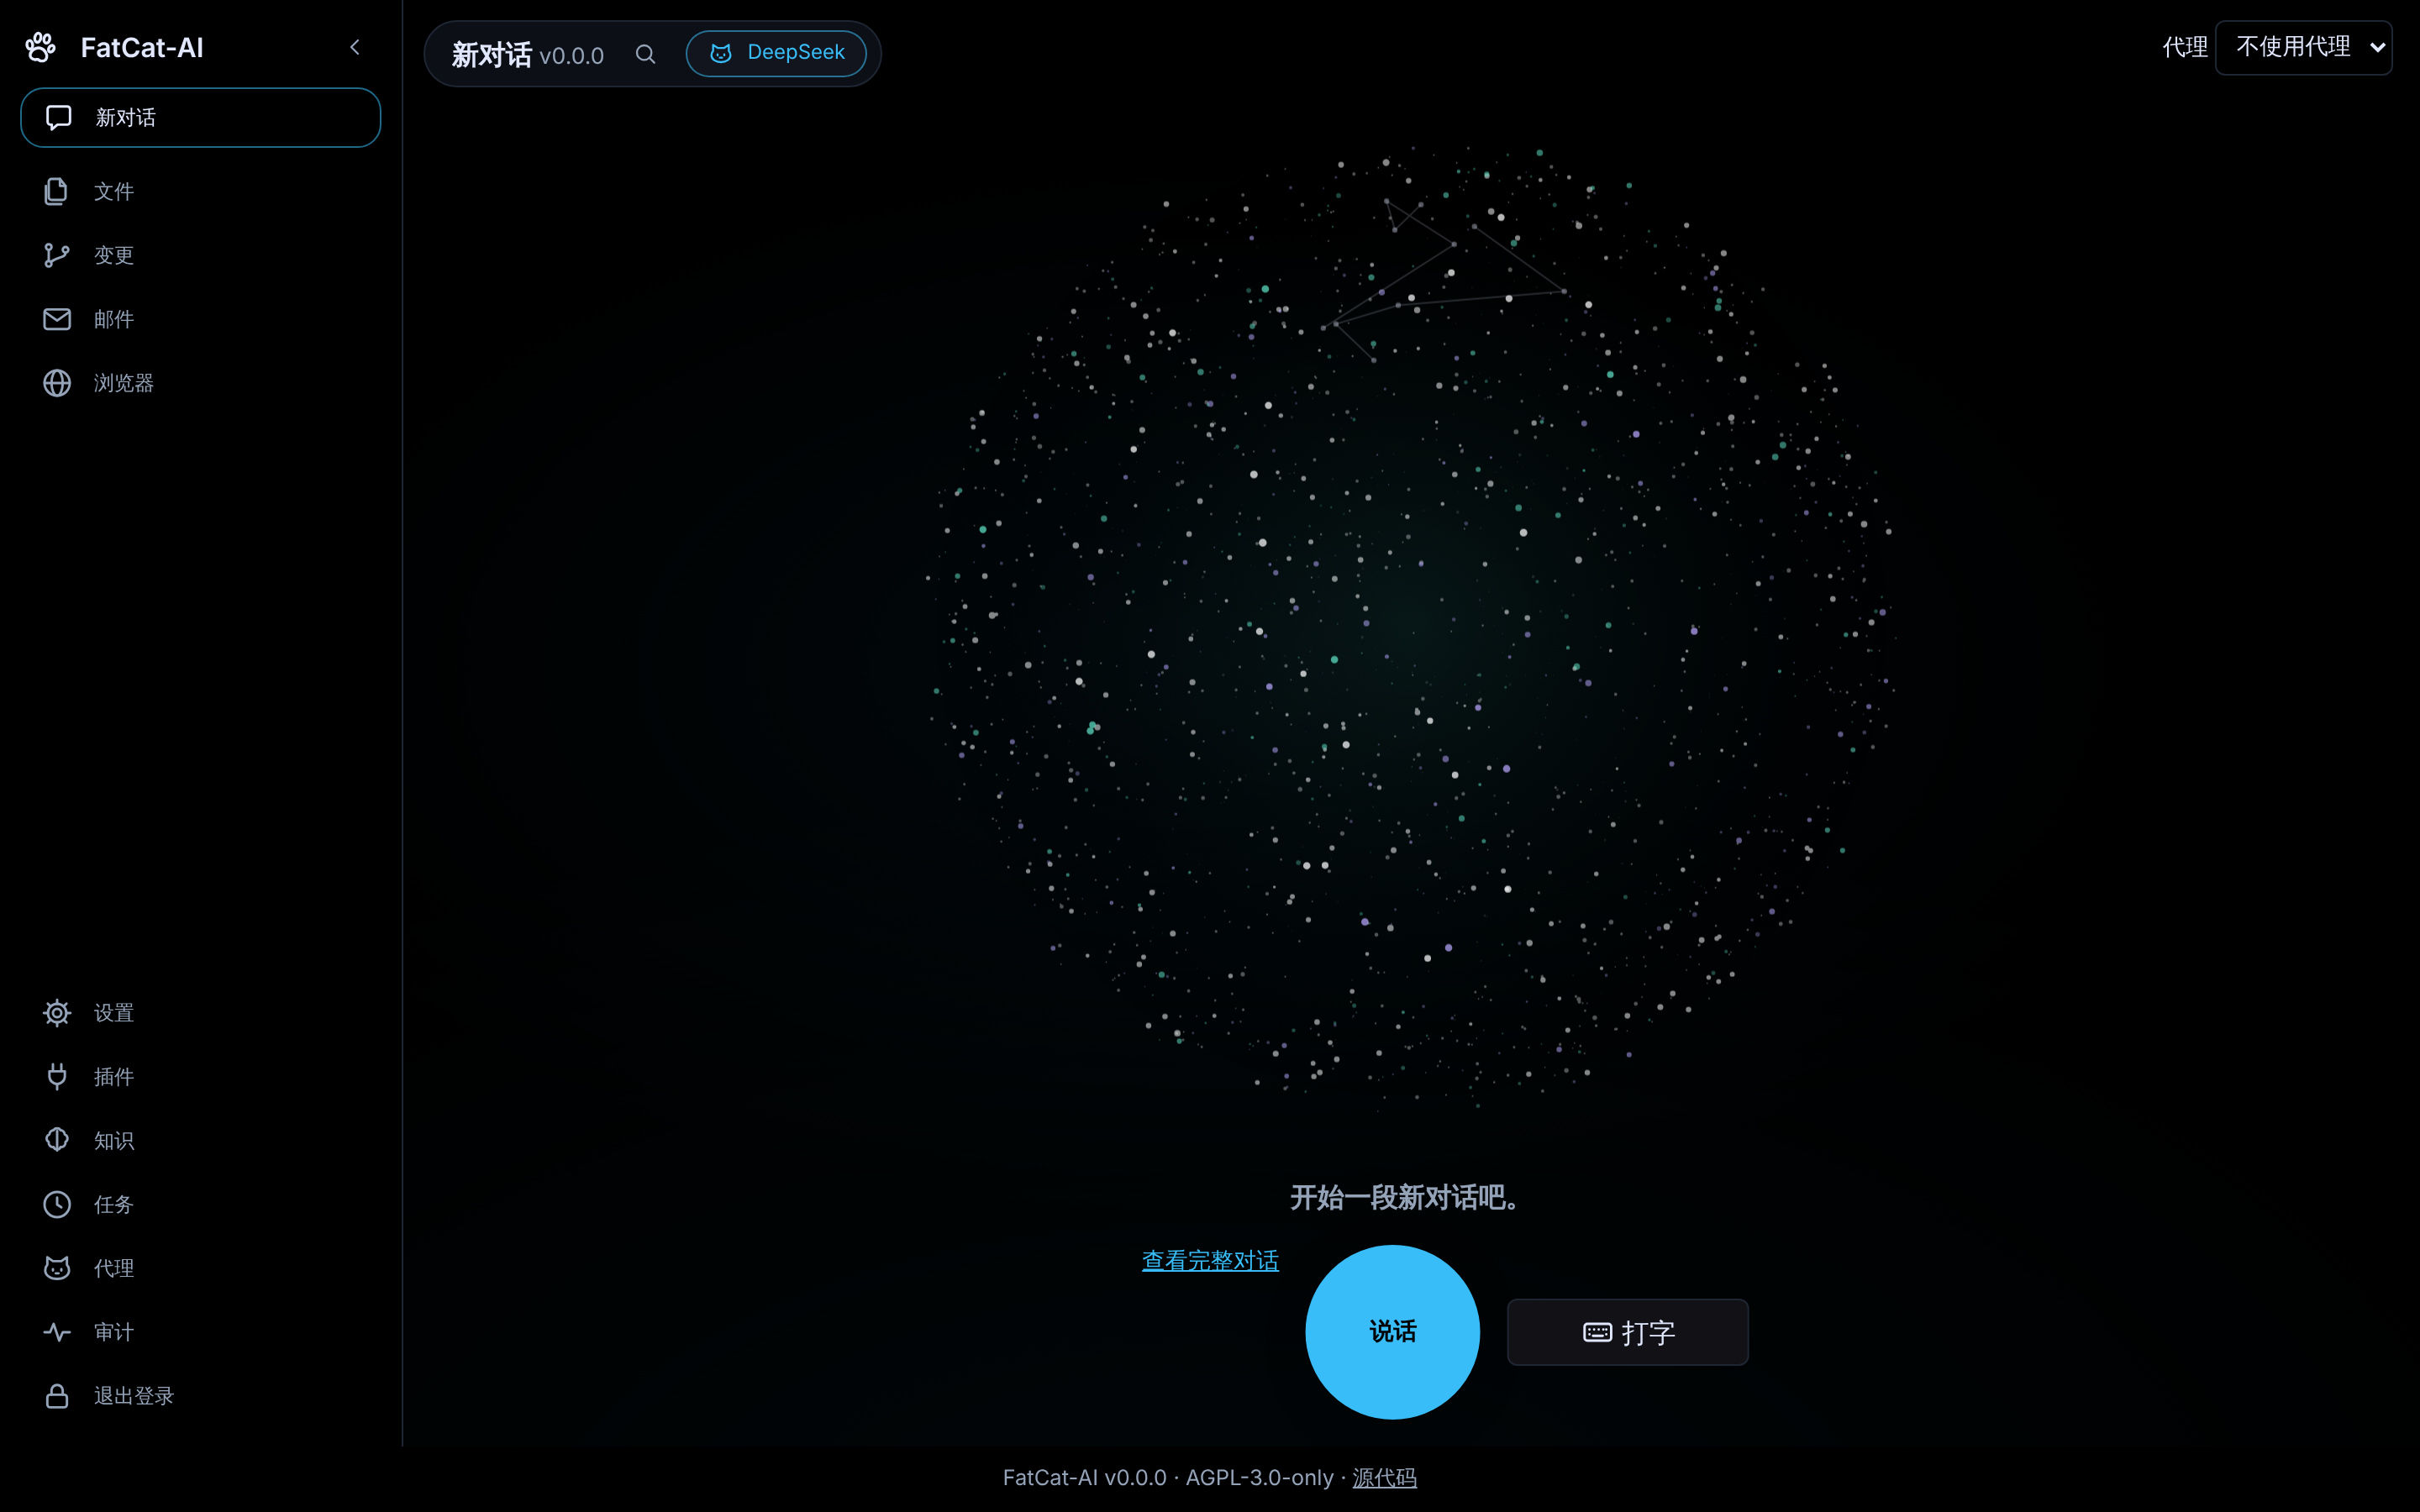 FatCat-AI
新对话
文件
变更
邮件
浏览器
设置
插件
知识
任务
代理
审计
退出登录
新对话 v0.0.0
DeepSeek
代理 不使用代理
开始一段新对话吧。
查看完整对话
说话
打字
FatCat-AI v0.0.0 · AGPL-3.0-only · 源代码